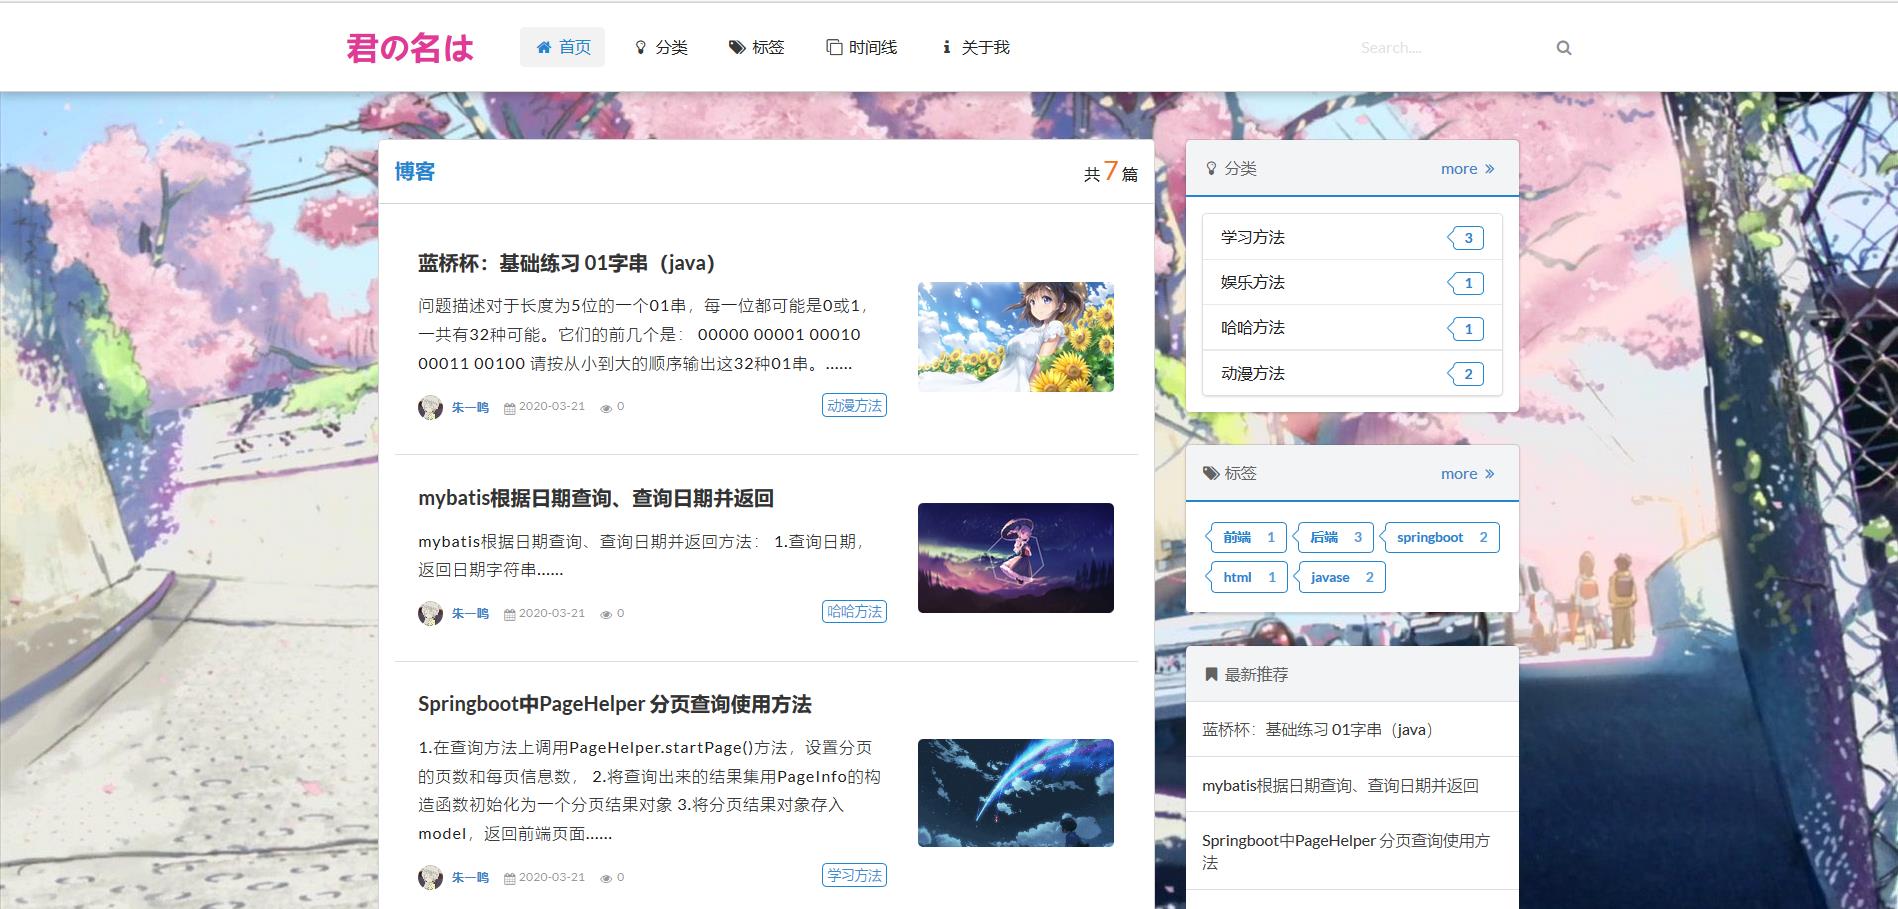 君の名は 首页 分类 标签 时间线 关于我 Search....
博客 共7篇
蓝桥杯：基础练习 01字串（java）
问题描述对于长度为5位的一个01串，每一位都可能是0或1，
一共有32种可能。它们的前几个是： 00000 00001 00010
00011 00100 请按从小到大的顺序输出这32种01串。......
朱一鸣 2020-03-21 0 动漫方法
mybatis根据日期查询、查询日期并返回
mybatis根据日期查询、查询日期并返回方法： 1.查询日期，
返回日期字符串......
朱一鸣 2020-03-21 0 哈哈方法
Springboot中PageHelper 分页查询使用方法
1.在查询方法上调用PageHelper.startPage()方法，设置分页
的页数和每页信息数， 2.将查询出来的结果集用PageInfo的构
造函数初始化为一个分页结果对象 3.将分页结果对象存入
model，返回前端页面......
朱一鸣 2020-03-21 0 学习方法
分类 more
学习方法 3
娱乐方法 1
哈哈方法 1
动漫方法 2
标签 more
前端 1 后端 3 springboot 2
html 1 javase 2
最新推荐
蓝桥杯：基础练习 01字串（java）
mybatis根据日期查询、查询日期并返回
Springboot中PageHelper 分页查询使用方
法